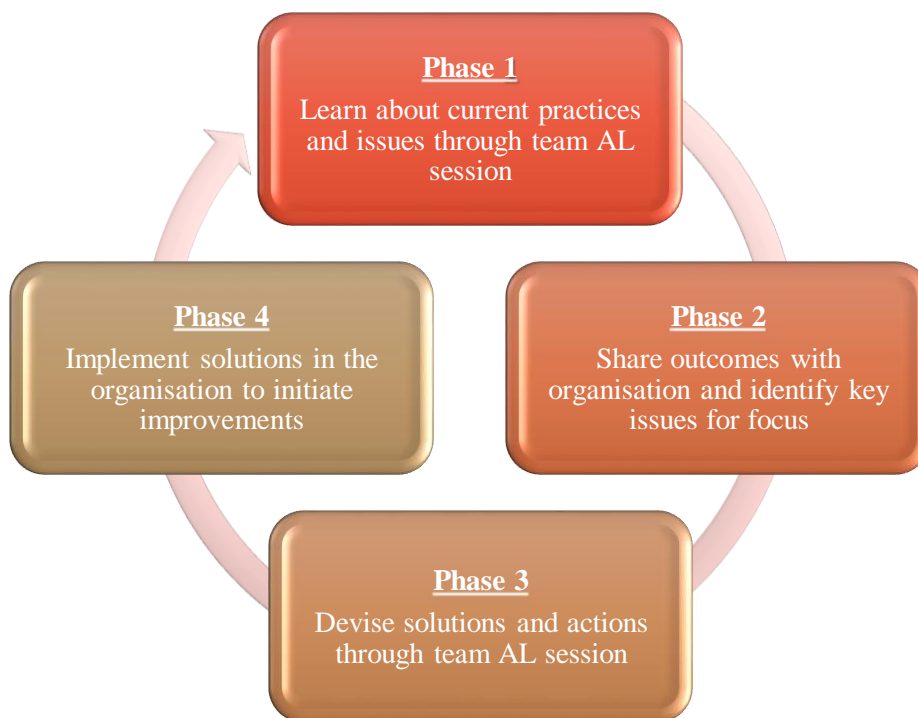 Phase 1
Learn about current practices
and issues through team AL
session
Phase 2
Share outcomes with
organisation and identify key
issues for focus
Phase 3
Devise solutions and actions
through team AL session
Phase 4
Implement solutions in the
organisation to initiate
improvements